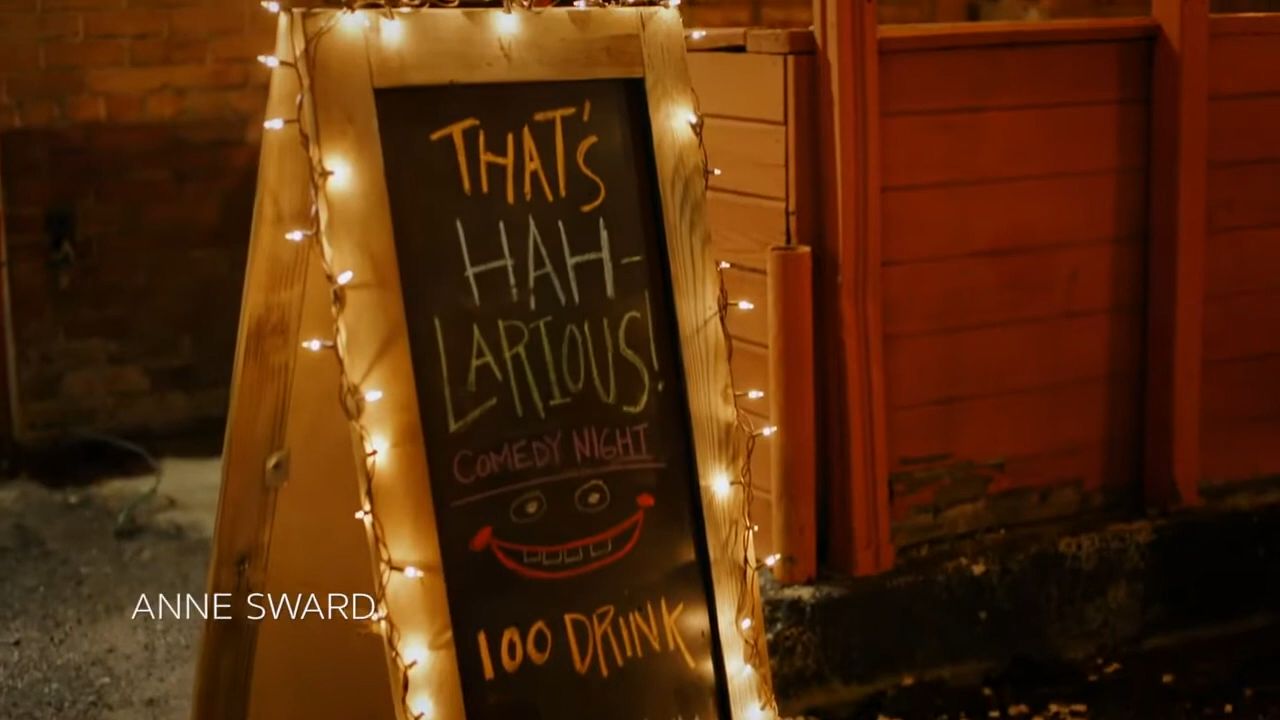 THAT'S
HAH-
LARIOUS!
COMEDY NIGHT
100 DRINK
ANNE SWARD